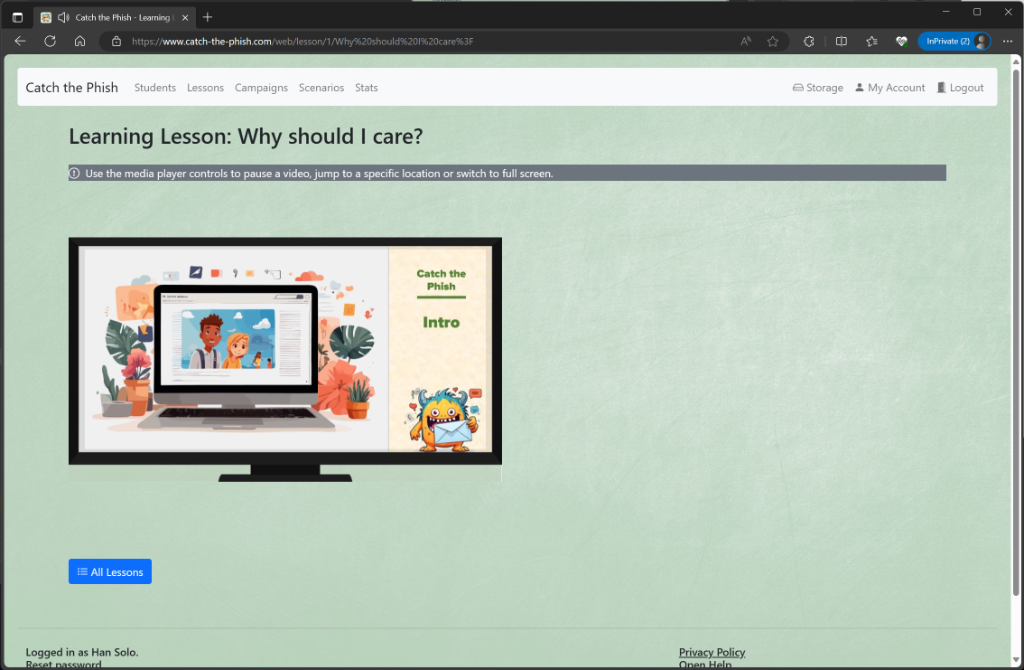 Catch the Phish - Learning L
https://www.catch-the-phish.com/web/lesson/1/Why%20should%20I%20care%3F
InPrivate (2)
Catch the Phish Students Lessons Campaigns Scenarios Stats Storage My Account Logout
Learning Lesson: Why should I care?
Use the media player controls to pause a video, jump to a specific location or switch to full screen.
Catch the
Phish
Intro
All Lessons
Logged in as Han Solo. Privacy Policy
Reset password Open Help